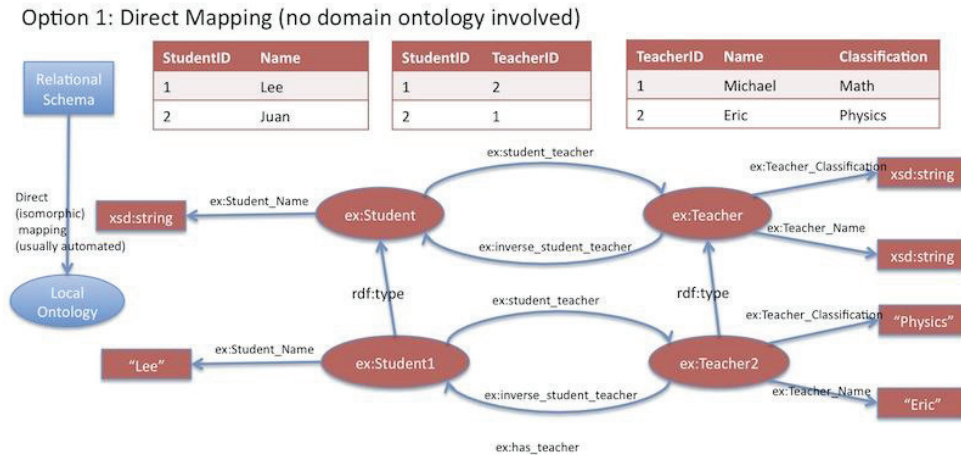 Option 1: Direct Mapping (no domain ontology involved)
Relational
Schema
StudentID Name
1 Lee
2 Juan
StudentID TeacherID
1 2
2 1
TeacherID Name Classification
1 Michael Math
2 Eric Physics
Direct
(isomorphic)
mapping
(usually automated)
Local
Ontology
ex:student_teacher
ex:Teacher_Classification
xsd:string
ex:Student_Name
xsd:string
ex:Student
ex:Teacher
ex:Teacher_Name
ex:inverse_student_teacher
xsd:string
rdf:type
ex:student_teacher
rdf:type
ex:Teacher_Classification
"Physics"
ex:Student_Name
"Lee"
ex:Student1
ex:Teacher2
ex:inverse_student_teacher
ex:Teacher_Name
"Eric"
ex:has_teacher